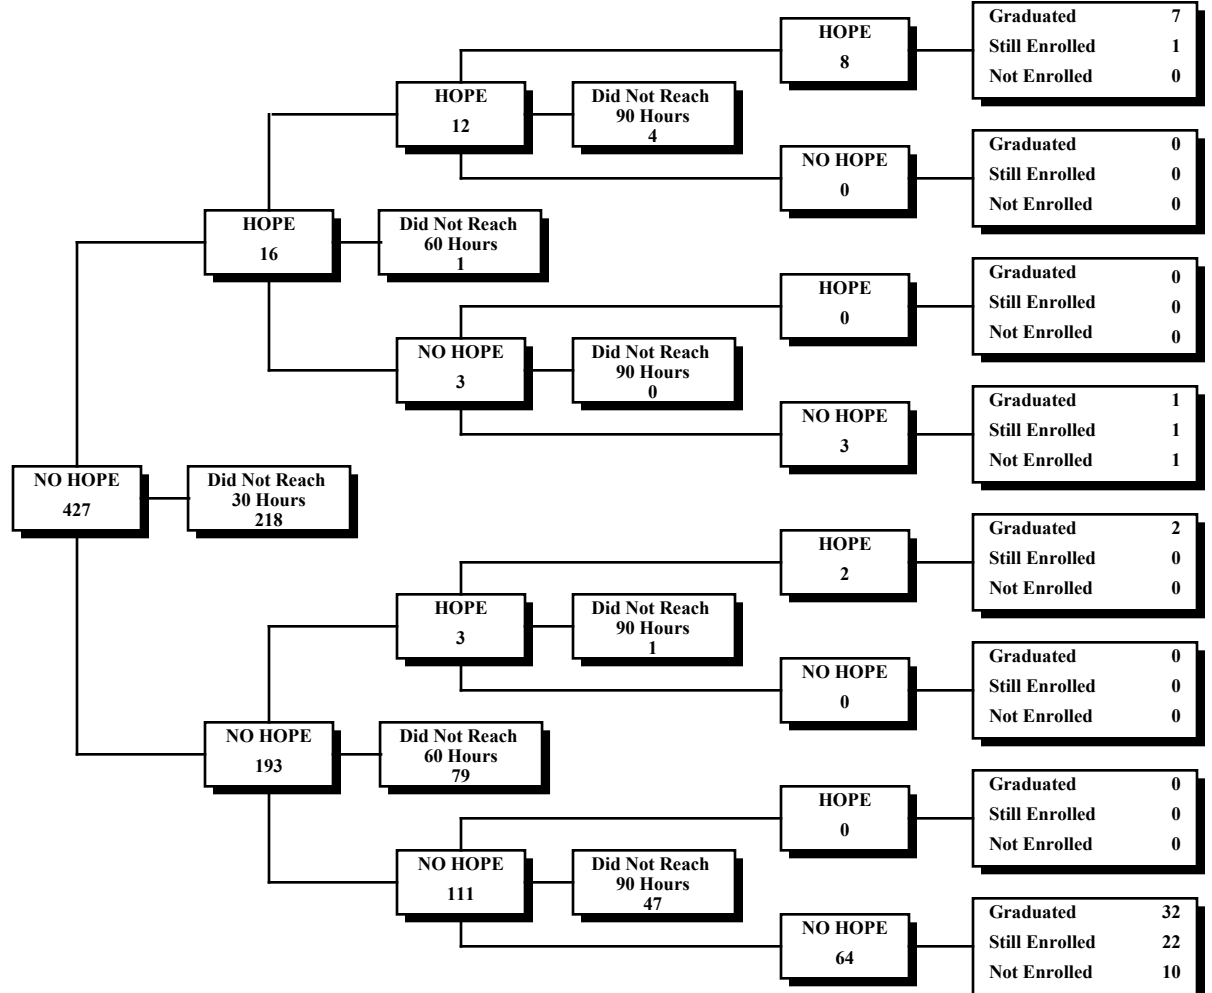 HOPE
8
Graduated 7
Still Enrolled 1
Not Enrolled 0
HOPE
12
Did Not Reach
90 Hours
4
NO HOPE
0
Graduated 0
Still Enrolled 0
Not Enrolled 0
HOPE
16
Did Not Reach
60 Hours
1
HOPE
0
Graduated 0
Still Enrolled 0
Not Enrolled 0
NO HOPE
3
Did Not Reach
90 Hours
0
NO HOPE
3
Graduated 1
Still Enrolled 1
Not Enrolled 1
NO HOPE
427
Did Not Reach
30 Hours
218
HOPE
2
Graduated 2
Still Enrolled 0
Not Enrolled 0
HOPE
3
Did Not Reach
90 Hours
1
NO HOPE
0
Graduated 0
Still Enrolled 0
Not Enrolled 0
NO HOPE
193
Did Not Reach
60 Hours
79
HOPE
0
Graduated 0
Still Enrolled 0
Not Enrolled 0
NO HOPE
111
Did Not Reach
90 Hours
47
NO HOPE
64
Graduated 32
Still Enrolled 22
Not Enrolled 10